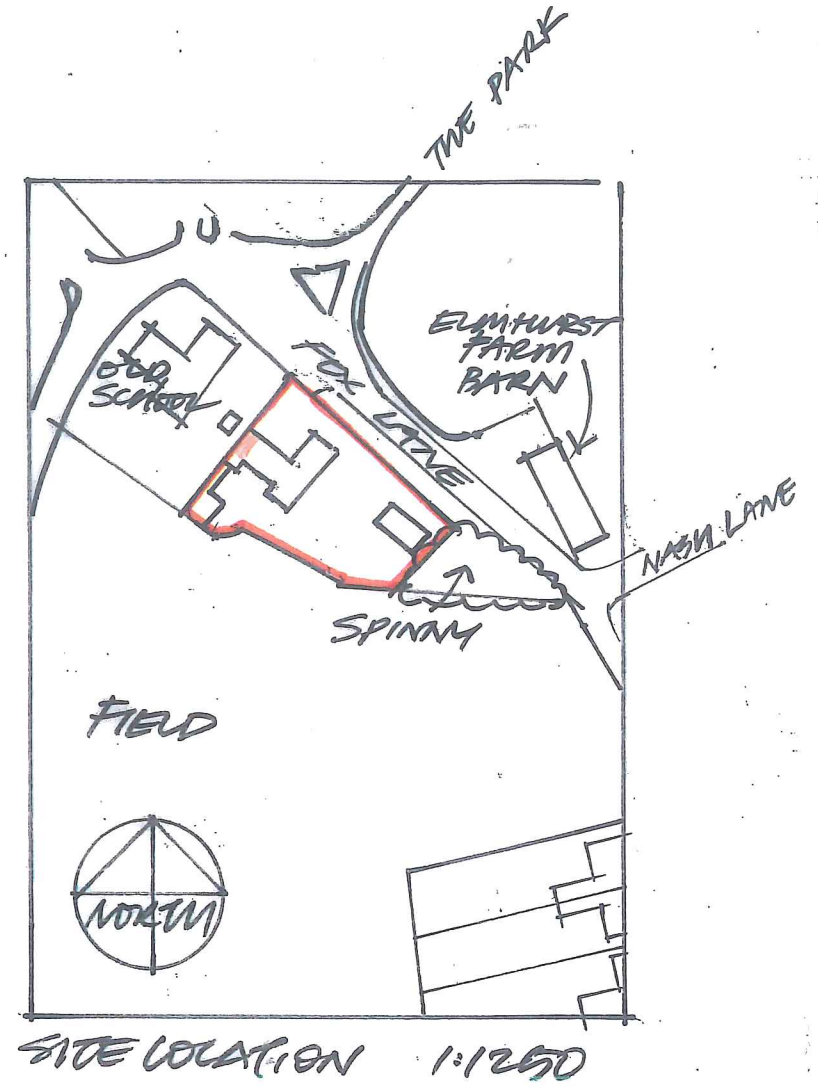 THE PARK
ELMHURST
FARM
BARN
FOX LANE
OLD
SCHOOL
NASH LANE
SPINNY
FIELD
NORTH
SITE LOCATION 1:1250